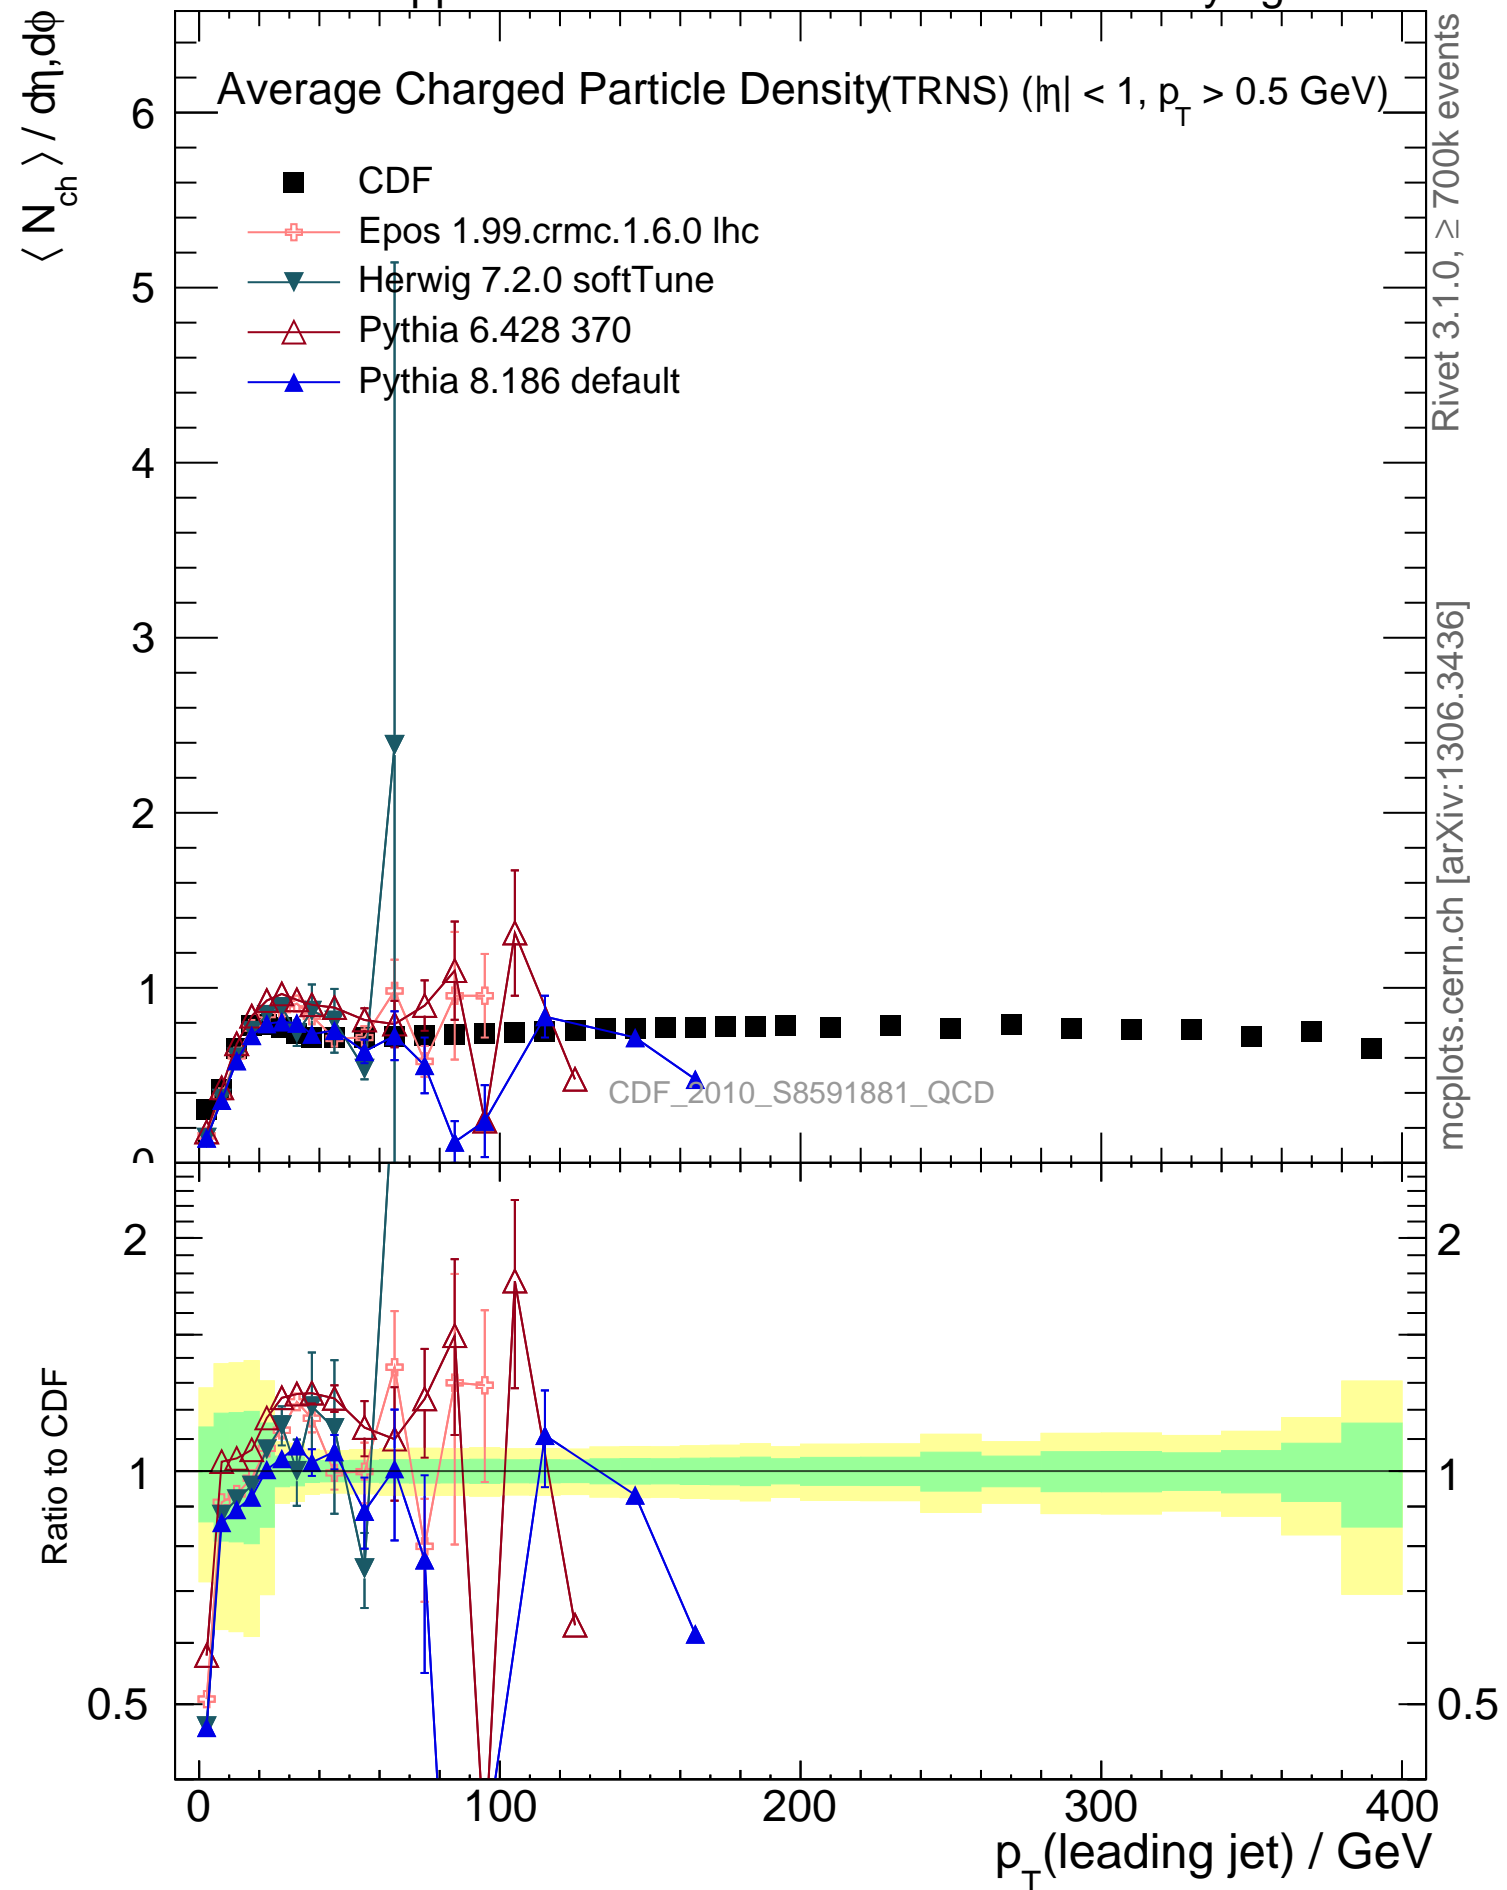 Average Charged Particle Density (TRNS) (|η| < 1, p_T > 0.5 GeV)
⟨ N_ch ⟩ / dη,dϕ
CDF
Epos 1.99.crmc.1.6.0 lhc
Herwig 7.2.0 softTune
Pythia 6.428 370
Pythia 8.186 default
6
5
4
3
2
1
0
CDF_2010_S8591881_QCD
Rivet 3.1.0, ≥ 700k events
mcplots.cern.ch [arXiv:1306.3436]
Ratio to CDF
2
1
0.5
2
1
0.5
0
100
200
300
400
p_T(leading jet) / GeV